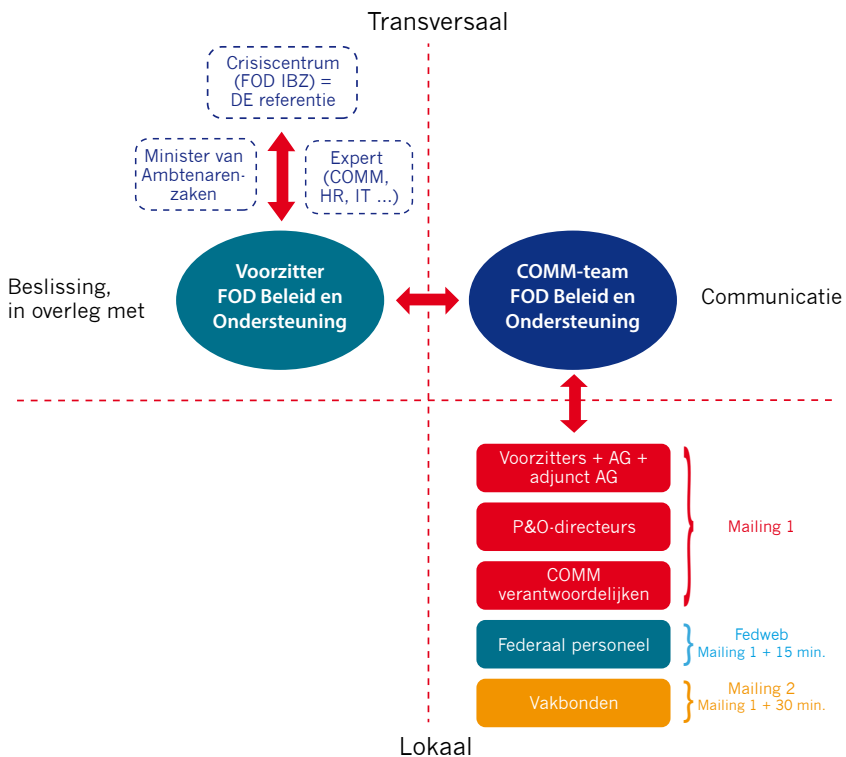 Transversaal
Crisiscentrum
(FOD IBZ) =
DE referentie
Minister van
Ambtenaren-
zaken
Expert
(COMM,
HR, IT ...)
Beslissing,
in overleg met
Voorzitter
FOD Beleid en
Ondersteuning
COMM-team
FOD Beleid en
Ondersteuning
Communicatie
Voorzitters + AG +
adjunct AG
P&O-directeurs
COMM
verantwoordelijken
Mailing 1
Federaal personeel
Fedweb
Mailing 1 + 15 min.
Vakbonden
Mailing 2
Mailing 1 + 30 min.
Lokaal